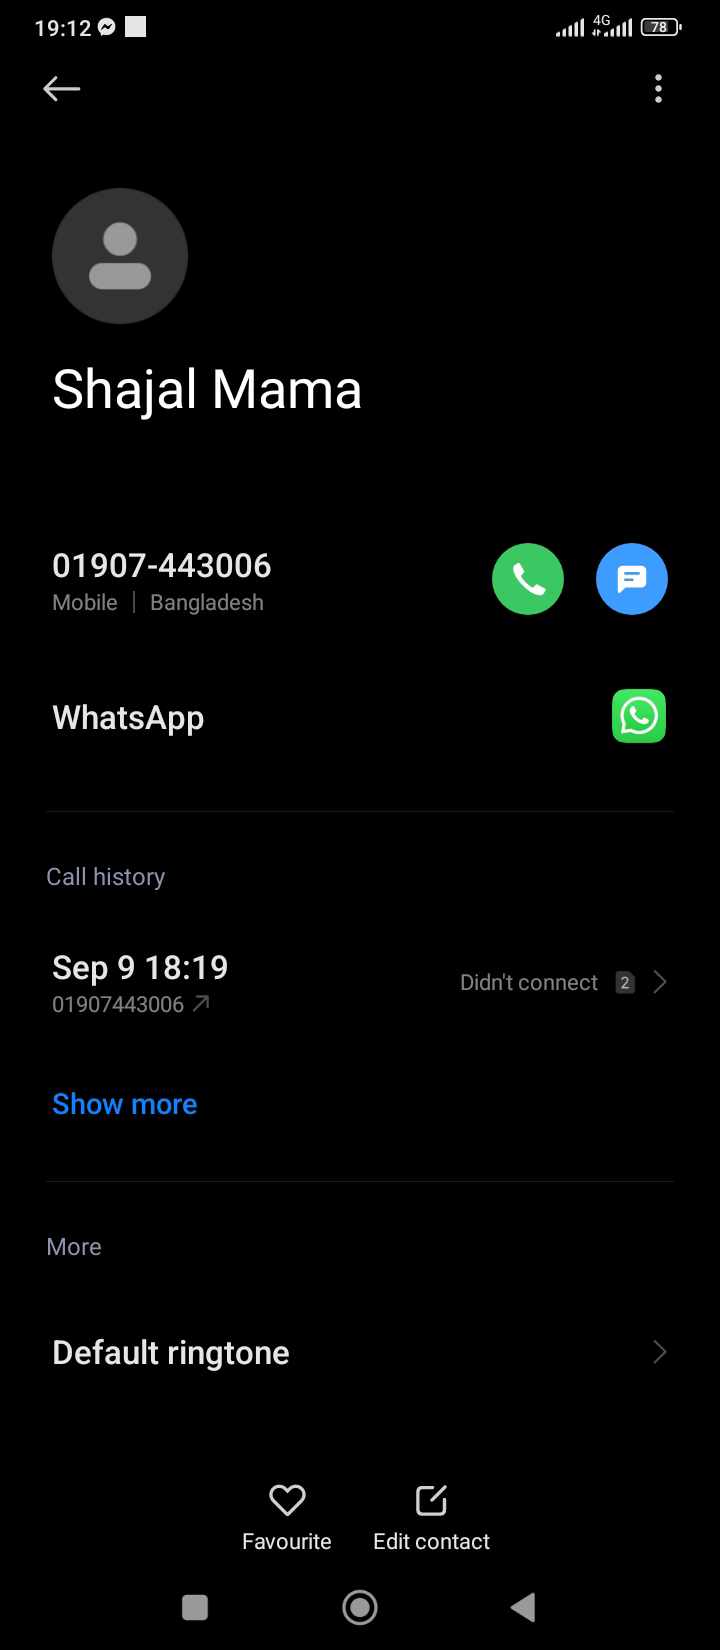 19:12
4G
78
Shajal Mama
01907-443006
Mobile | Bangladesh
WhatsApp
Call history
Sep 9 18:19
Didn't connect 2
01907443006
Show more
More
Default ringtone
Favourite
Edit contact